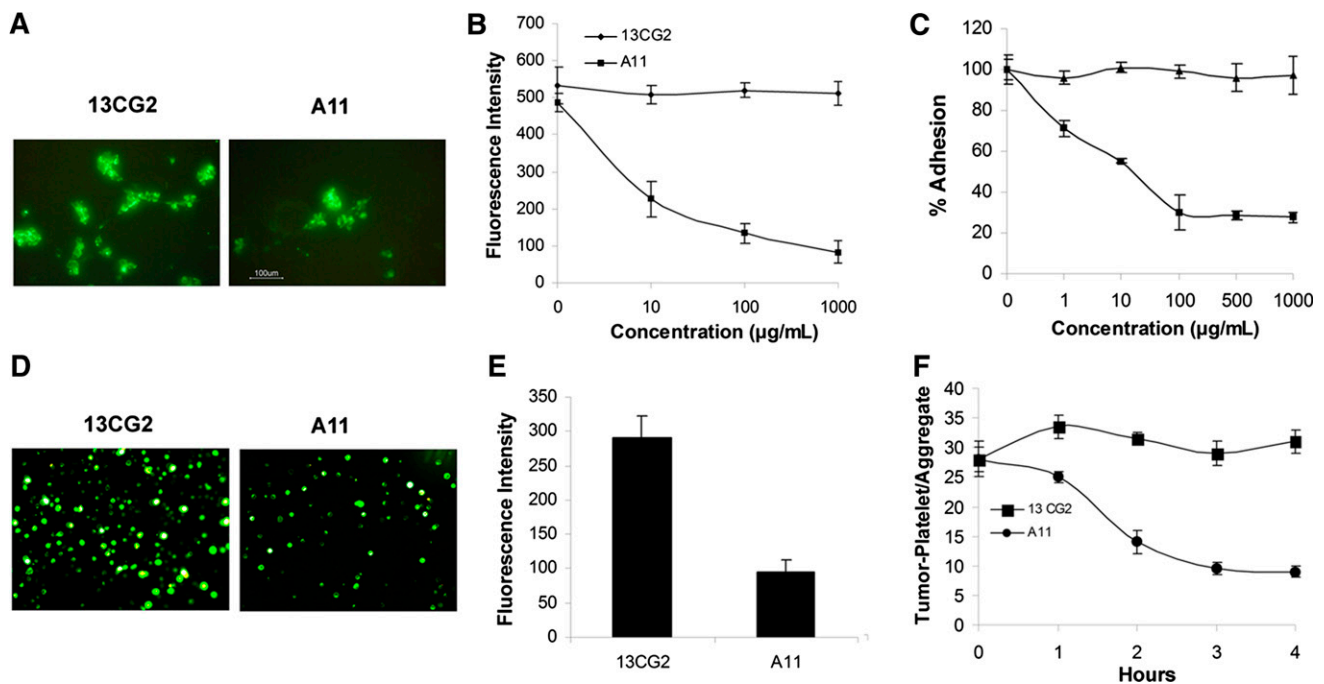 A
13CG2 A11
100um
B
700
600
500
400
300
200
100
0
Fluorescence Intensity
13CG2
A11
0 10 100 1000
Concentration (µg/mL)
C
120
100
80
60
40
20
0
% Adhesion
0 1 10 100 500 1000
Concentration (µg/mL)
D
13CG2 A11
E
350
300
250
200
150
100
50
0
Fluorescence Intensity
13CG2 A11
F
40
35
30
25
20
15
10
5
0
Tumor-Platelet/Aggregate
13 CG2
A11
0 1 2 3 4
Hours